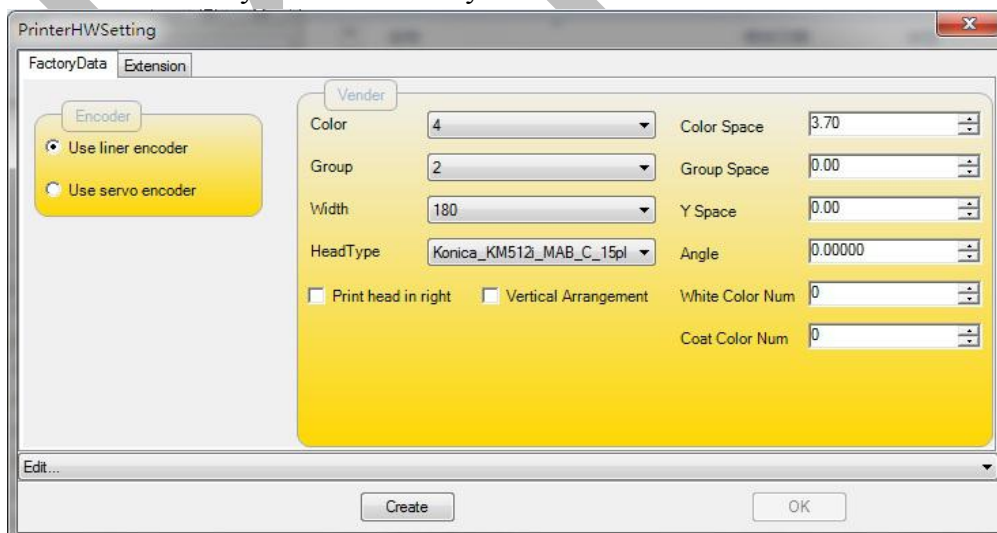 PrinterHWSetting
FactoryData Extension
Encoder
Use liner encoder
Use servo encoder
Vender
Color 4 Color Space 3.70
Group 2 Group Space 0.00
Width 180 Y Space 0.00
HeadType Konica_KM512i_MAB_C_15pl Angle 0.00000
Print head in right Vertical Arrangement White Color Num 0
Coat Color Num 0
Edit...
Create OK